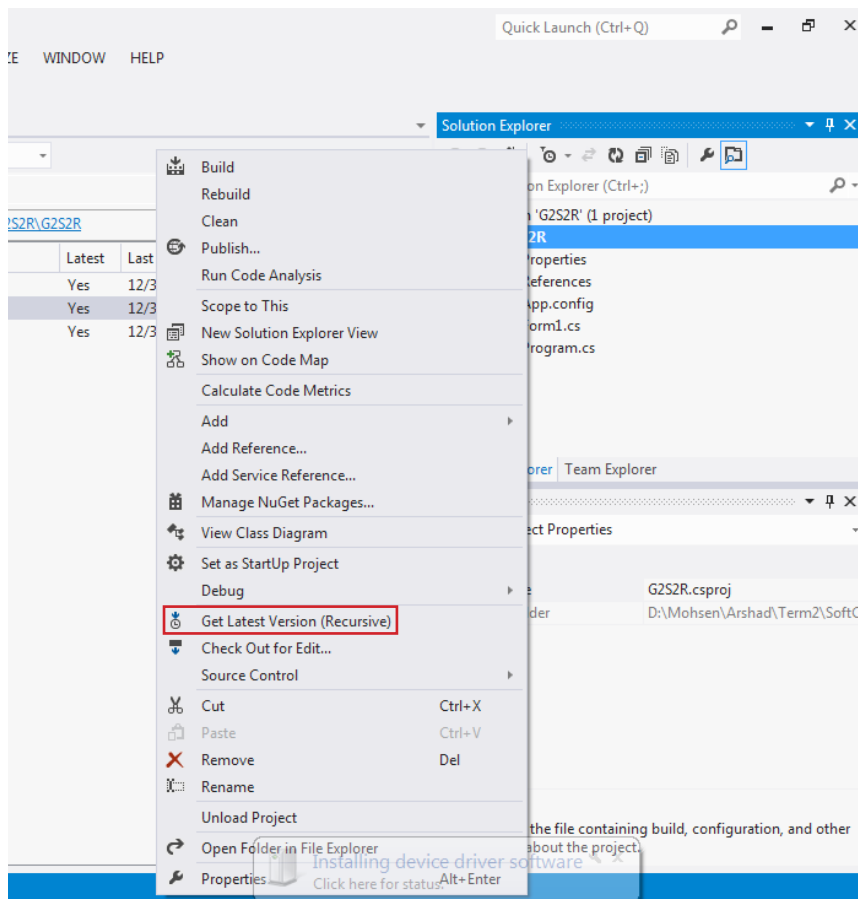 Quick Launch (Ctrl+Q)
ZE WINDOW HELP
Solution Explorer
on Explorer (Ctrl+;)
'G2S2R' (1 project)
2S2R\G2S2R
2R
Latest Last
Yes 12/3
Yes 12/3
Yes 12/3
Properties
References
App.config
Form1.cs
Program.cs
Build
Rebuild
Clean
Publish...
Run Code Analysis
Scope to This
New Solution Explorer View
Show on Code Map
Calculate Code Metrics
Add
Add Reference...
Add Service Reference...
Manage NuGet Packages...
View Class Diagram
Set as StartUp Project
Debug
Get Latest Version (Recursive)
Check Out for Edit...
Source Control
Cut Ctrl+X
Paste Ctrl+V
Remove Del
Rename
Unload Project
Open Folder in File Explorer
Properties Alt+Enter
orer Team Explorer
ect Properties
e G2S2R.csproj
der D:\Mohsen\Arshad\Term2\SoftC
the file containing build, configuration, and other
about the project.
Installing device driver software
Click here for status.